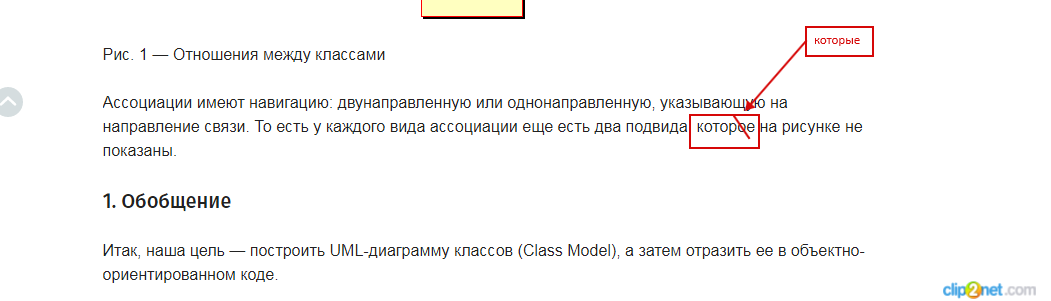 Рис. 1 — Отношения между классами
которые
Ассоциации имеют навигацию: двунаправленную или однонаправленную, указывающую на
направление связи. То есть у каждого вида ассоциации еще есть два подвида, которое на рисунке не
показаны.
1. Обобщение
Итак, наша цель — построить UML-диаграмму классов (Class Model), а затем отразить ее в объектно-
ориентированном коде.
clip2net.com